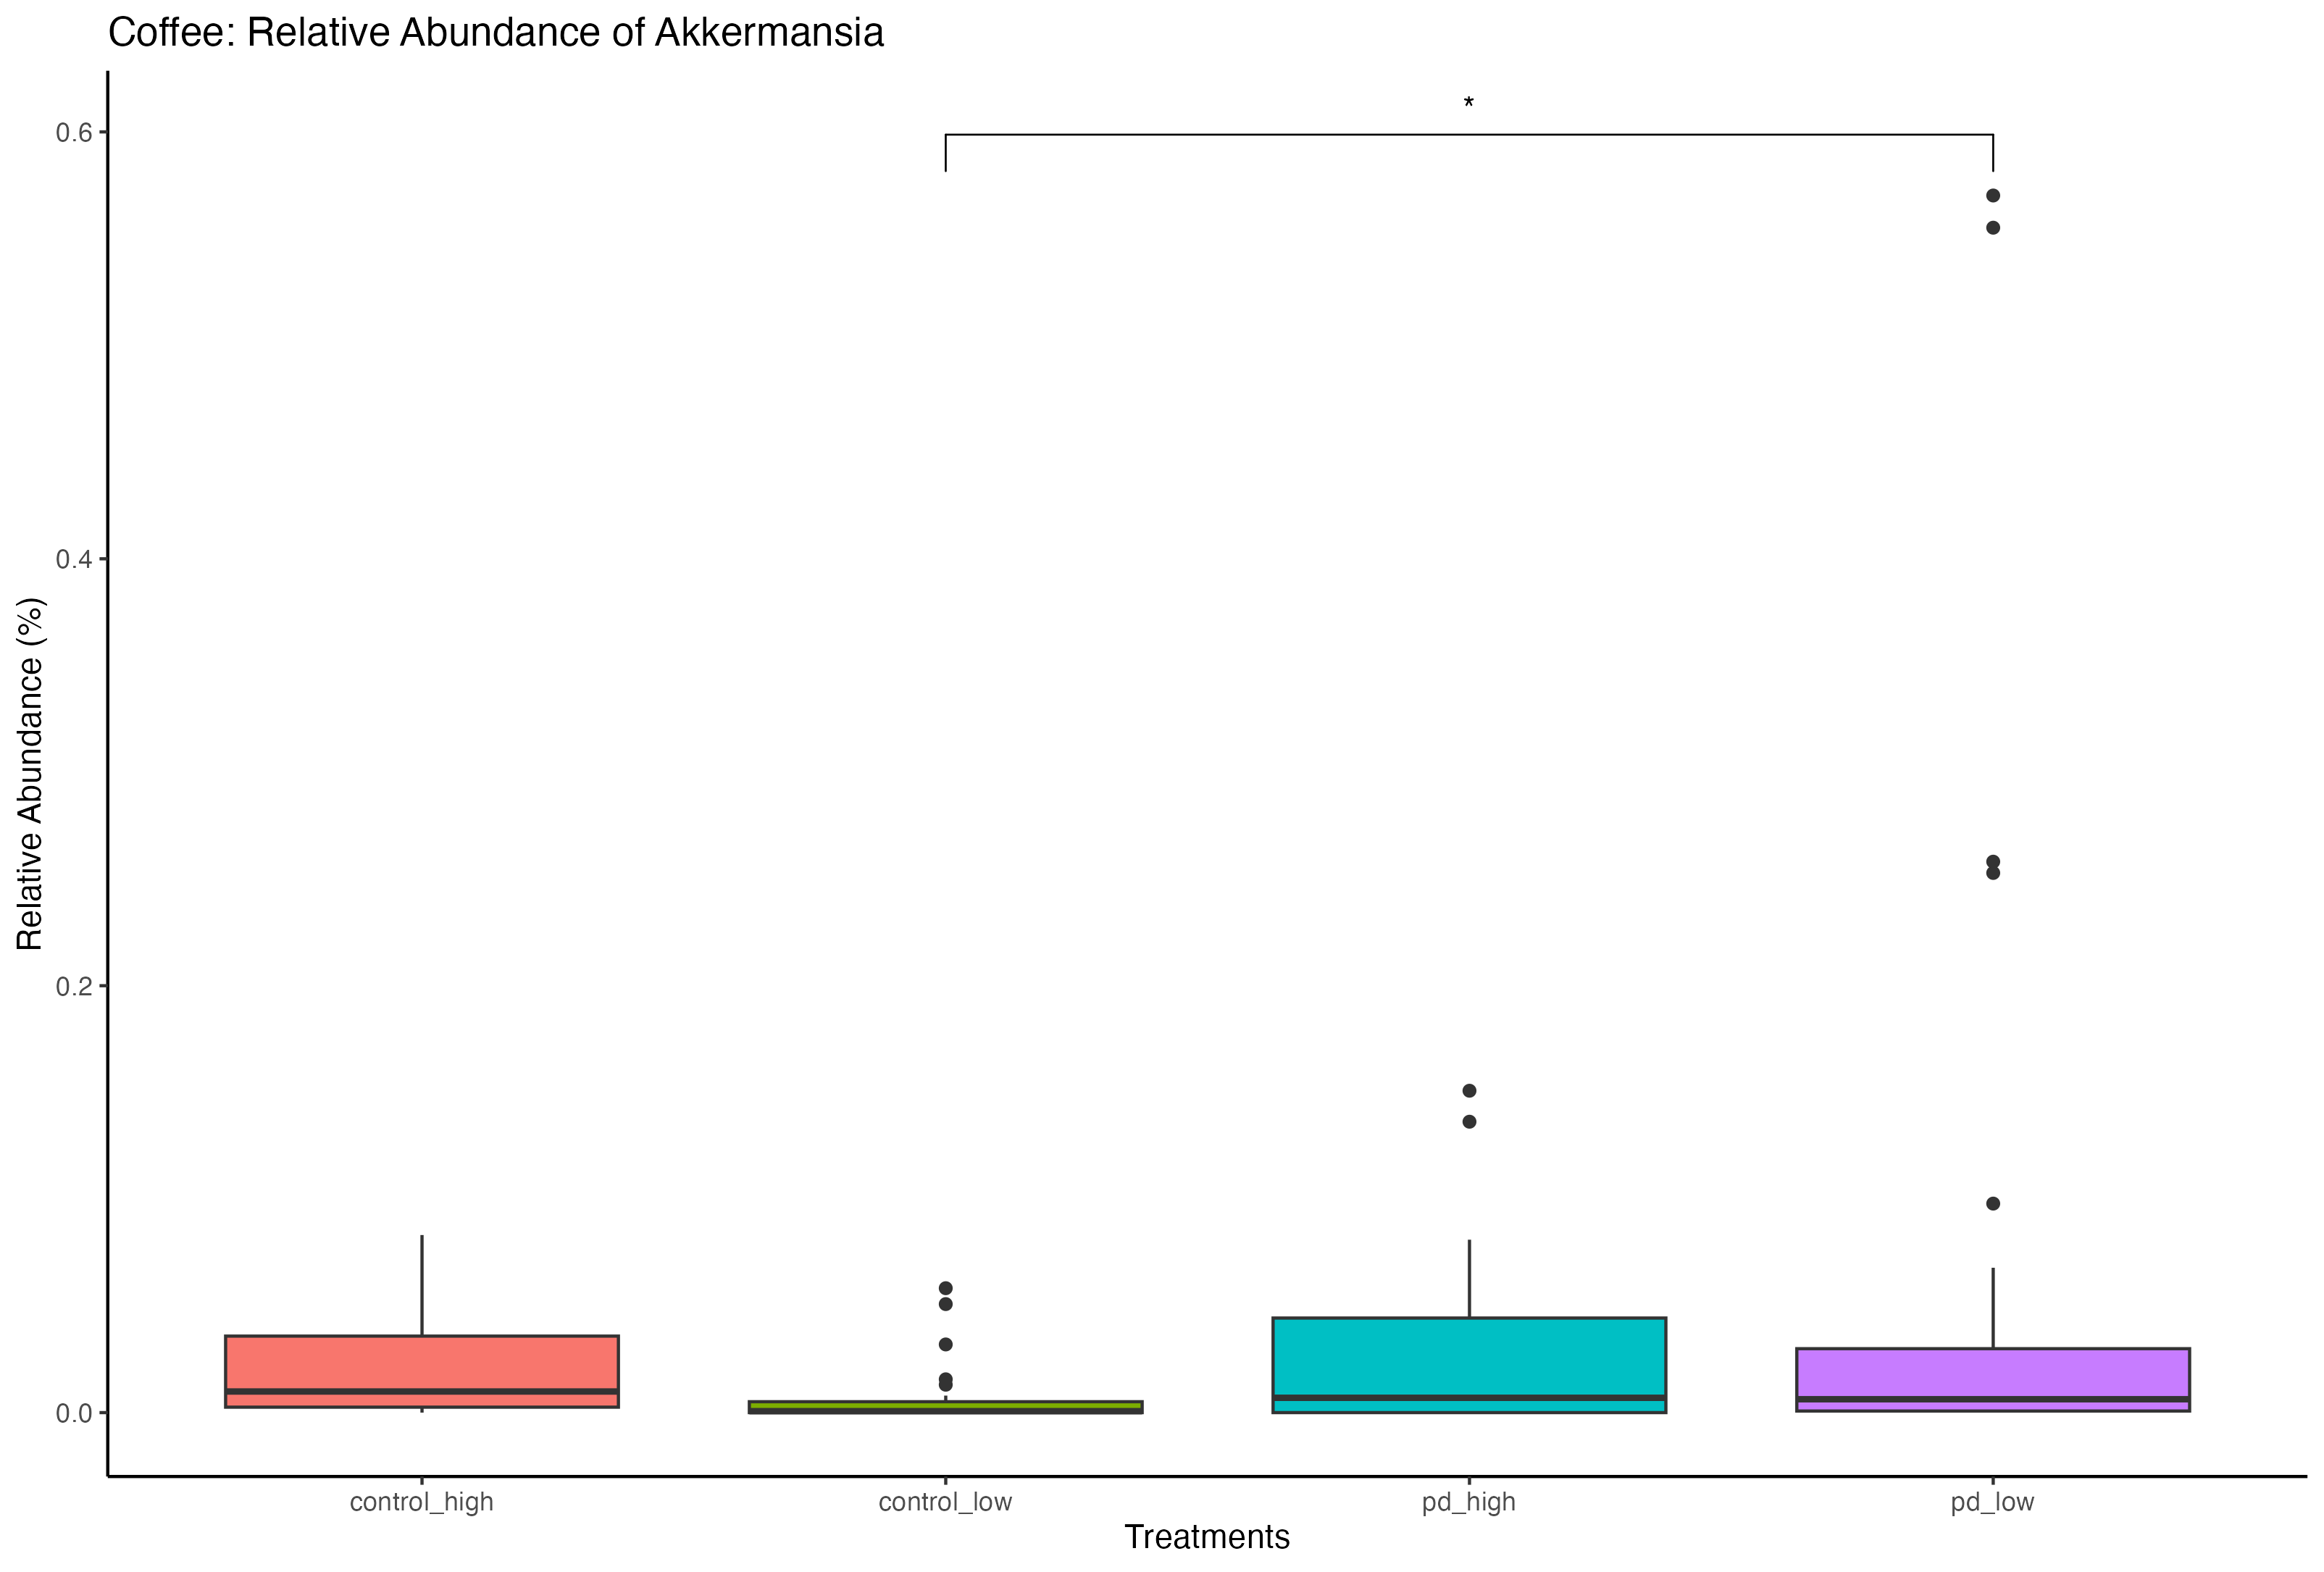 Coffee: Relative Abundance of Akkermansia
*
0.6
0.4
0.2
0.0
Relative Abundance (%)
control_high
control_low
pd_high
pd_low
Treatments